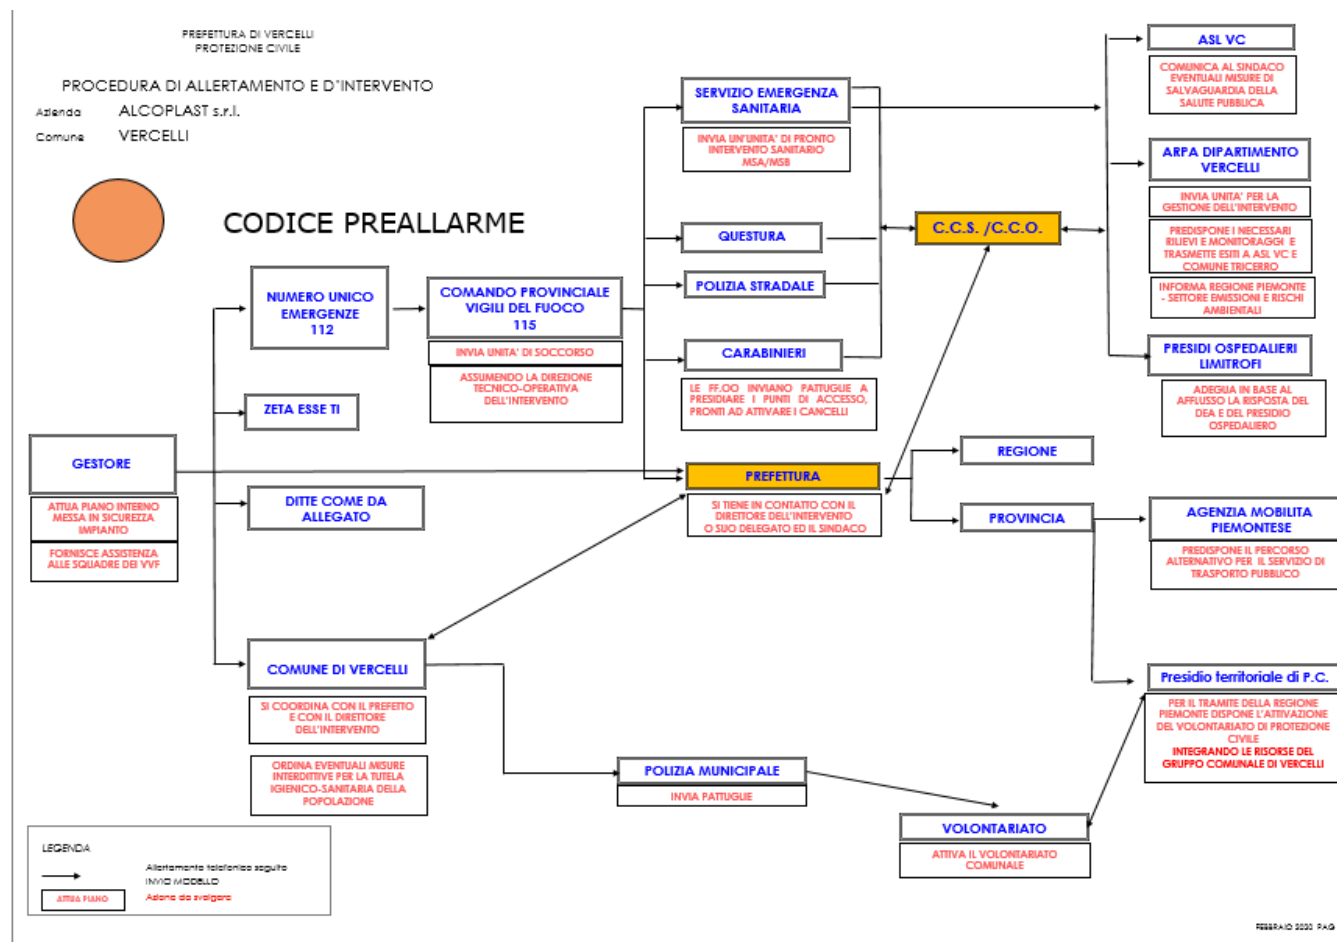 PREFETTURA DI VERCELLI
PROTEZIONE CIVILE
PROCEDURA DI ALLERTAMENTO E D'INTERVENTO
Azienda ALCOPLAST s.r.l.
Comune VERCELLI
CODICE PREALLARME
NUMERO UNICO
EMERGENZE
112
COMANDO PROVINCIALE
VIGILI DEL FUOCO
115
INVIA UNITA' DI SOCCORSO
ASSUMENDO LA DIREZIONE
TECNICO-OPERATIVA
DELL'INTERVENTO
ZETA ESSE TI
GESTORE
ATTUA PIANO INTERNO
MESSA IN SICUREZZA
IMPIANTO
FORNISCE ASSISTENZA
ALLE SQUADRE DEI VVF
DITTE COME DA
ALLEGATO
COMUNE DI VERCELLI
SI COORDINA CON IL PREFETTO
E CON IL DIRETTORE
DELL'INTERVENTO
ORDINA EVENTUALI MISURE
INTERDITTIVE PER LA TUTELA
IGIENICO-SANITARIA DELLA
POPOLAZIONE
SERVIZIO EMERGENZA
SANITARIA
INVIA UN'UNITA' DI PRONTO
INTERVENTO SANITARIO
MSA/MSB
QUESTURA
POLIZIA STRADALE
CARABINIERI
LE FF.OO INVIANO PATTUGLIE A
PRESIDIARE I PUNTI DI ACCESSO,
PRONTI AD ATTIVARE I CANCELLI
PREFETTURA
SI TIENE IN CONTATTO CON IL
DIRETTORE DELL'INTERVENTO
O SUO DELEGATO ED IL SINDACO
C.C.S. /C.C.O.
REGIONE
PROVINCIA
POLIZIA MUNICIPALE
INVIA PATTUGLIE
VOLONTARIATO
ATTIVA IL VOLONTARIATO
COMUNALE
ASL VC
COMUNICA AL SINDACO
EVENTUALI MISURE DI
SALVAGUARDIA DELLA
SALUTE PUBBLICA
ARPA DIPARTIMENTO
VERCELLI
INVIA UNITA' PER LA
GESTIONE DELL'INTERVENTO
PREDISPONE I NECESSARI
RILIEVI E MONITORAGGI E
TRASMETTE ESITI A ASL VC E
COMUNE TRICERRO
INFORMA REGIONE PIEMONTE
- SETTORE EMISSIONI E RISCHI
AMBIENTALI
PRESIDI OSPEDALIERI
LIMITROFI
ADEGUA IN BASE AL
AFFLUSSO LA RISPOSTA DEL
DEA E DEL PRESIDIO
OSPEDALIERO
AGENZIA MOBILITA
PIEMONTESE
PREDISPONE IL PERCORSO
ALTERNATIVO PER IL SERVIZIO DI
TRASPORTO PUBBLICO
Presidio territoriale di P.C.
PER IL TRAMITE DELLA REGIONE
PIEMONTE DISPONE L'ATTIVAZIONE
DEL VOLONTARIATO DI PROTEZIONE
CIVILE
INTEGRANDO LE RISORSE DEL
GRUPPO COMUNALE DI VERCELLI
LEGENDA
Allertamento telefonico seguito
INVIO MODELLO
ATTUA PIANO
Azione da svolgere
FEBBRAIO 2020 PAG